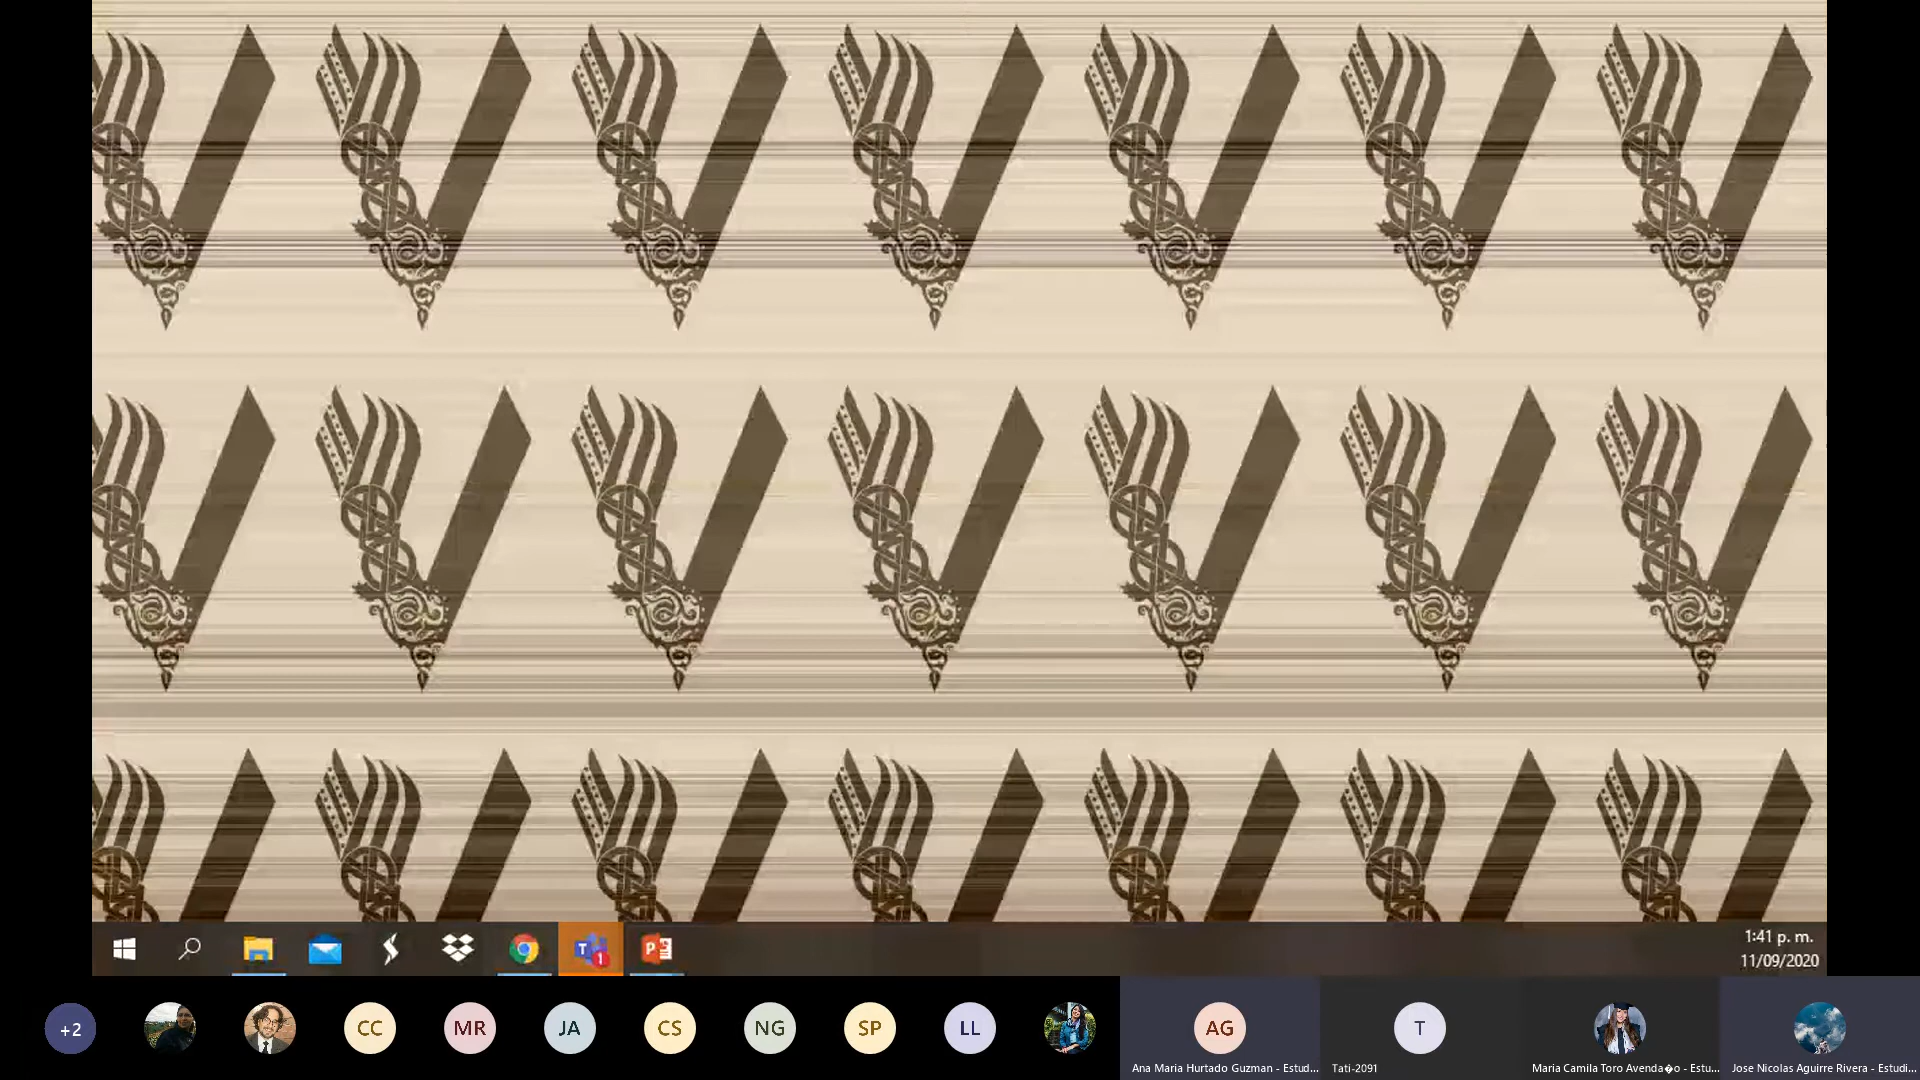 1:41 p. m.
11/09/2020
+2
CC
MR
JA
CS
NG
SP
LL
AG
T
Ana Maria Hurtado Guzman - Estud...
Tati-2091
Maria Camila Toro Avenda�o - Estu...
Jose Nicolas Aguirre Rivera - Estudi...